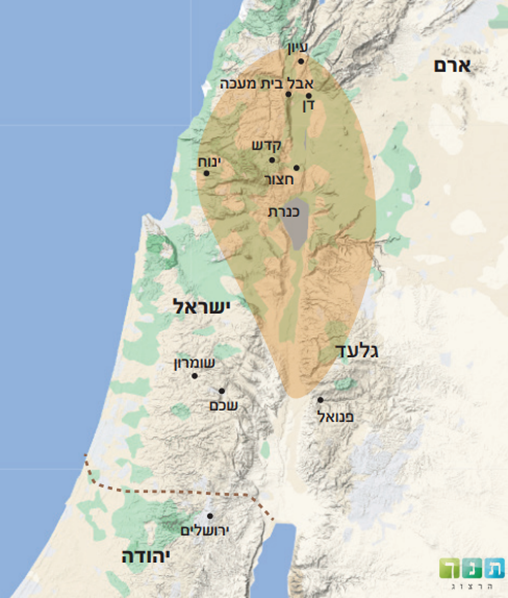 עיון
ארם
אבל בית מעכה
דן
קדש
ינוח
חצור
כנרת
ישראל
גלעד
שומרון
שכם
פנואל
ירושלים
יהודה
תנך
הרצוג